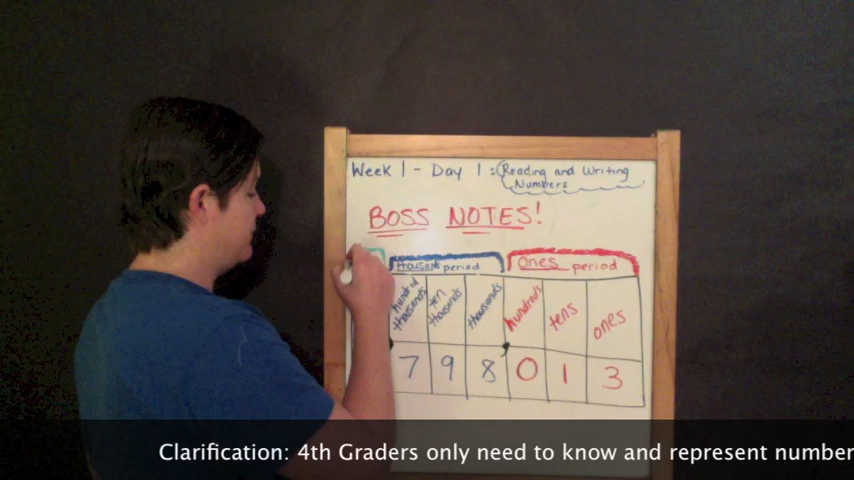 Week 1 - Day 1: Reading and Writing
Numbers
BOSS NOTES!
thousands period Ones period
hundred thousands ten thousands thousands hundreds tens ones
, 7 9 8 , 0 1 3
Clarification: 4th Graders only need to know and represent number